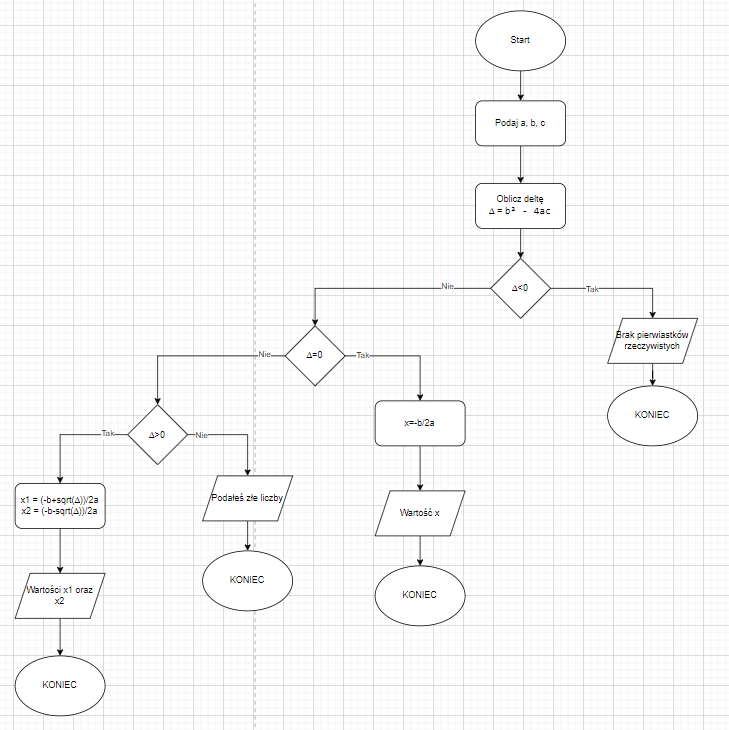 Start
Podaj a, b, c
Oblicz deltę
Δ = b² - 4ac
Δ<0
Nie
Tak
Brak pierwiastków
rzeczywistych
KONIEC
Δ=0
Nie
Tak
x=-b/2a
Wartość x
KONIEC
Δ>0
Tak
Nie
x1 = (-b+sqrt(Δ))/2a
x2 = (-b-sqrt(Δ))/2a
Podałeś złe liczby
KONIEC
Wartości x1 oraz
x2
KONIEC